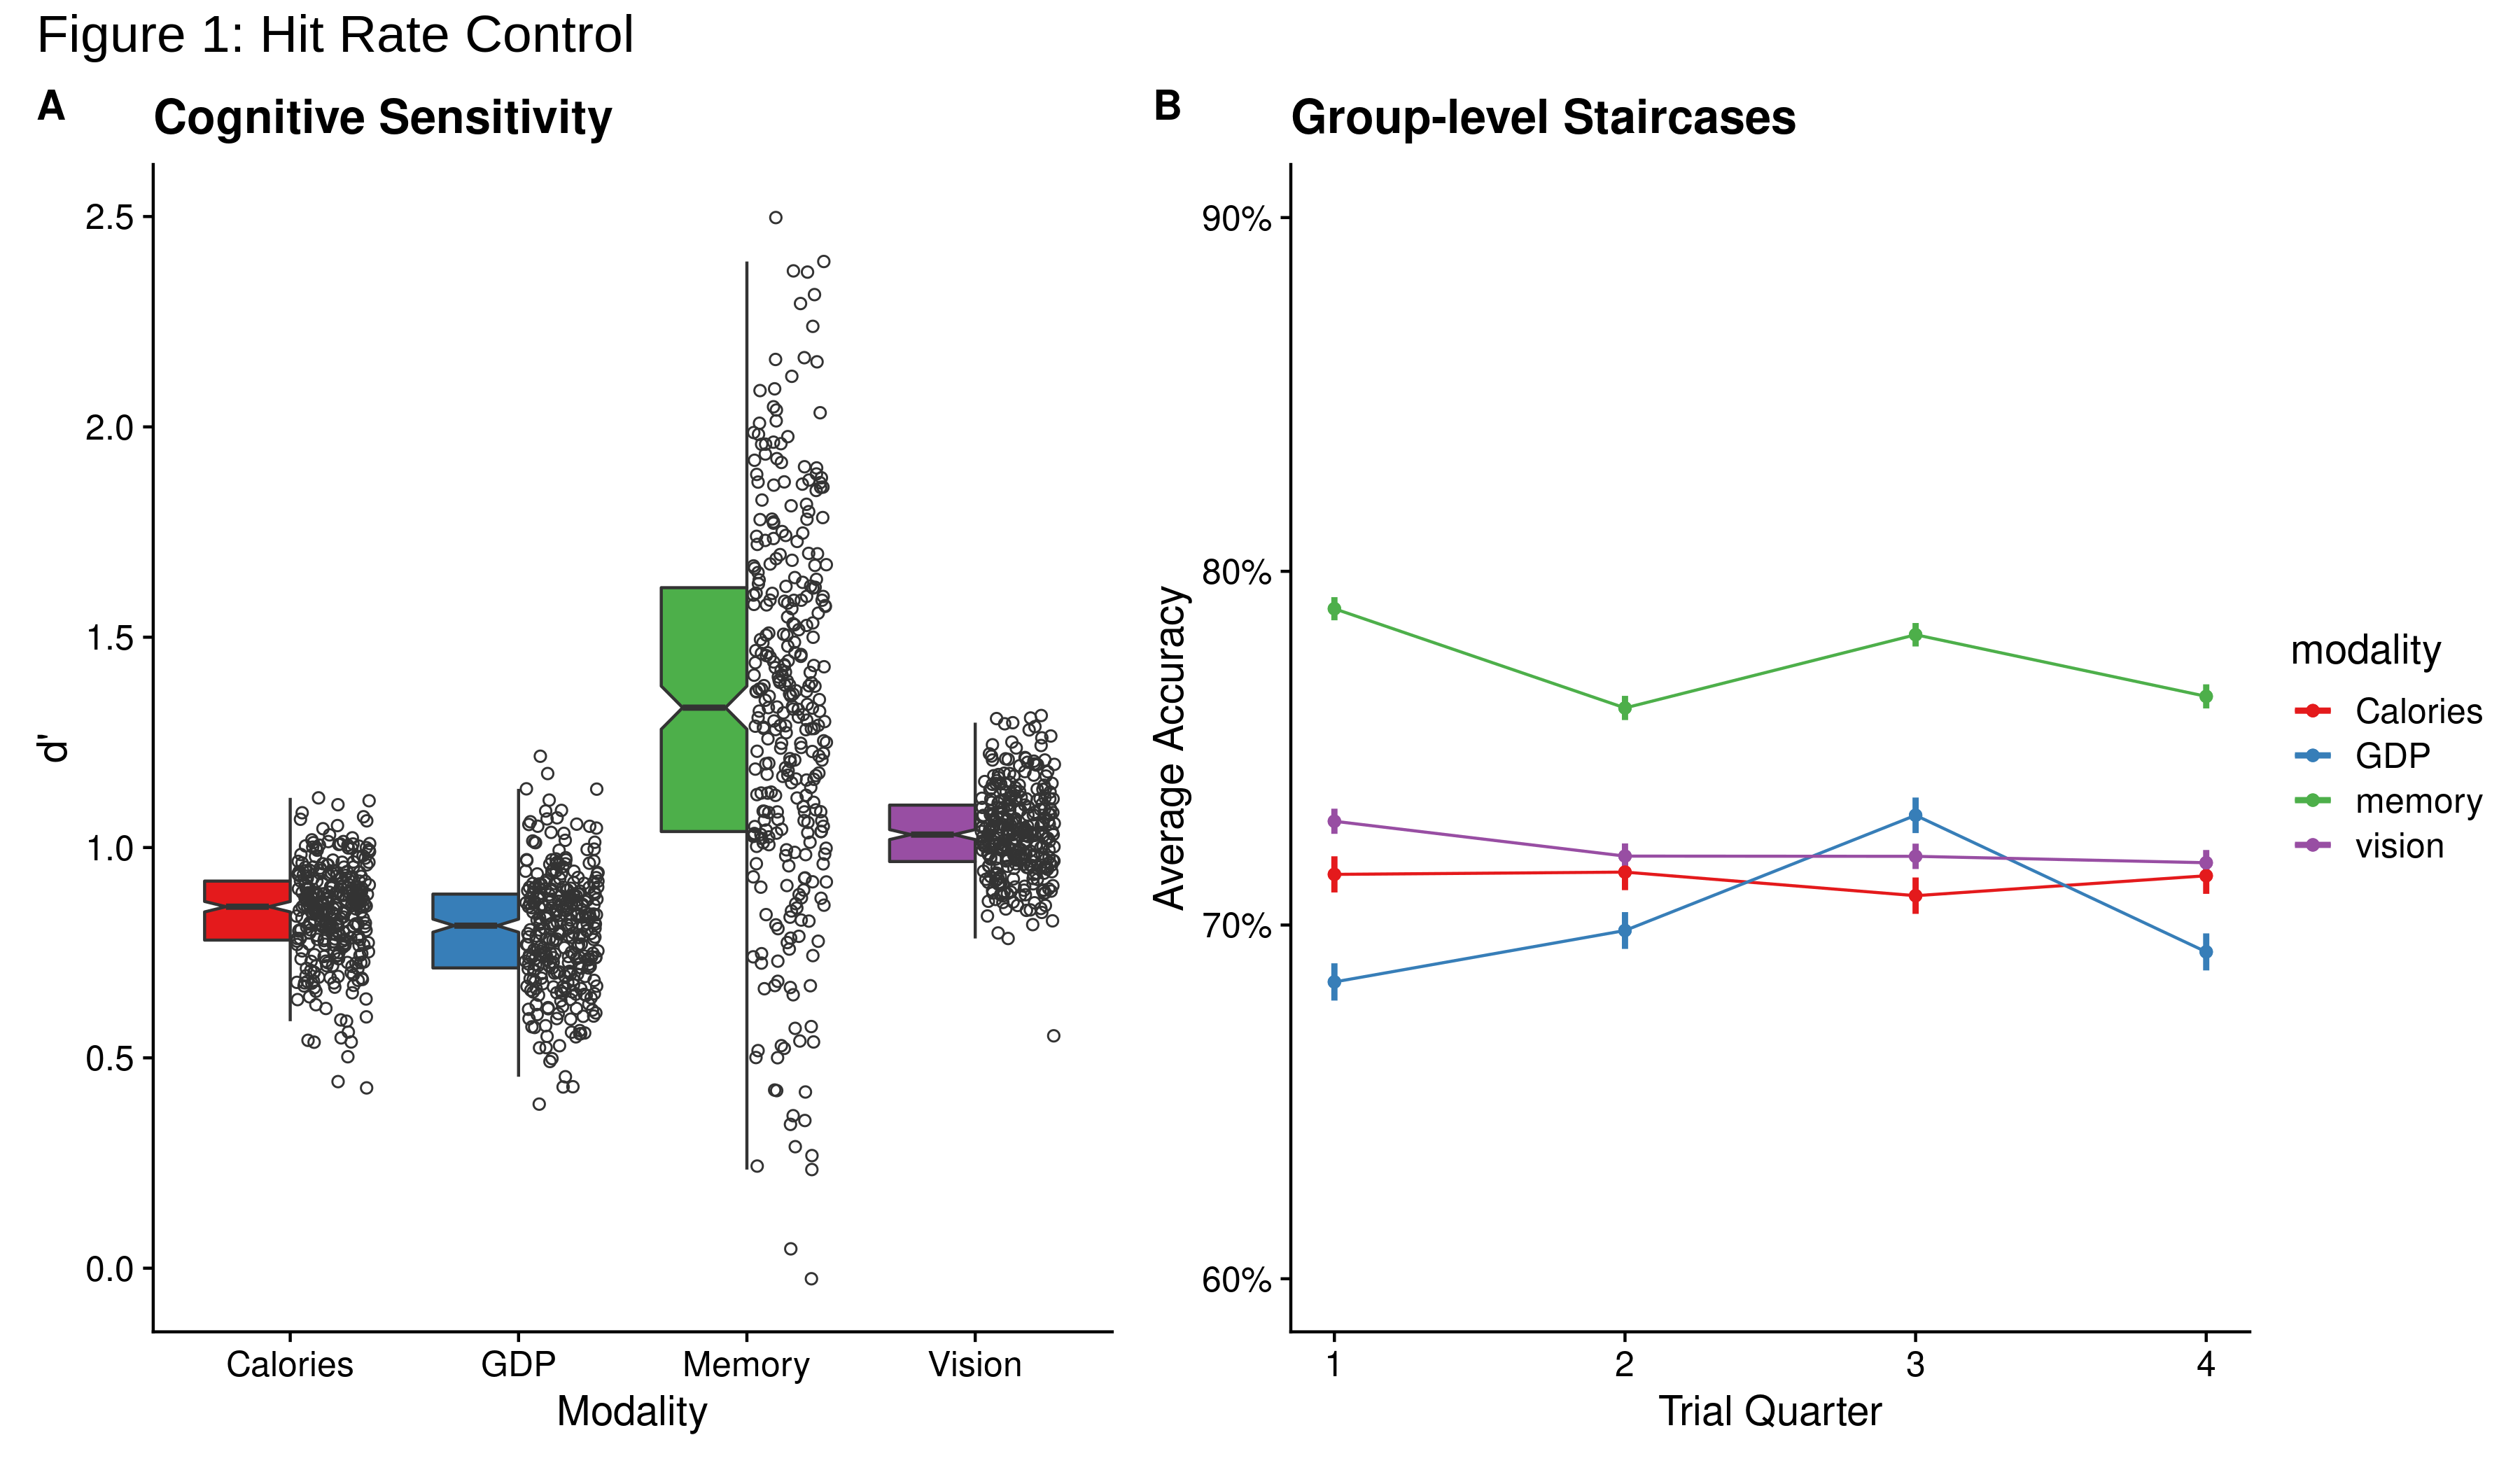 Figure 1: Hit Rate Control
A
Cognitive Sensitivity
2.5
2.0
1.5
1.0
0.5
0.0
d'
Calories
GDP
Memory
Vision
Modality
B
Group-level Staircases
90%
80%
70%
60%
Average Accuracy
1
2
3
4
Trial Quarter
modality
Calories
GDP
memory
vision